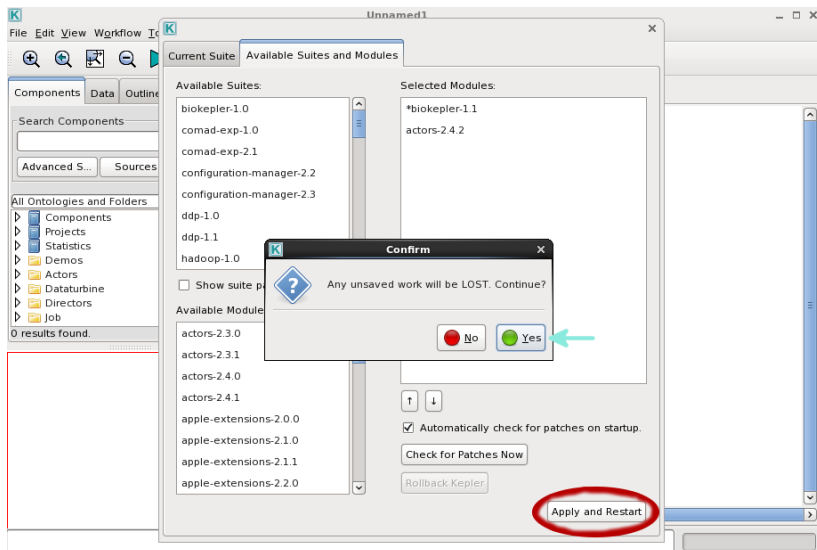 Unnamed1
File Edit View Workflow
Components Data Outline
Search Components
Advanced S... Sources
All Ontologies and Folders
Components
Projects
Statistics
Demos
Actors
Dataturbine
Directors
Job
0 results found.
Current Suite Available Suites and Modules
Available Suites:
biokepler-1.0
comad-exp-1.0
comad-exp-2.1
configuration-manager-2.2
configuration-manager-2.3
ddp-1.0
ddp-1.1
hadoop-1.0
Show suite
Available Module
actors-2.3.0
actors-2.3.1
actors-2.4.0
actors-2.4.1
apple-extensions-2.0.0
apple-extensions-2.1.0
apple-extensions-2.1.1
apple-extensions-2.2.0
Selected Modules:
*biokepler-1.1
actors-2.4.2
Confirm
Any unsaved work will be LOST. Continue?
No Yes
Automatically check for patches on startup.
Check for Patches Now
Rollback Kepler
Apply and Restart